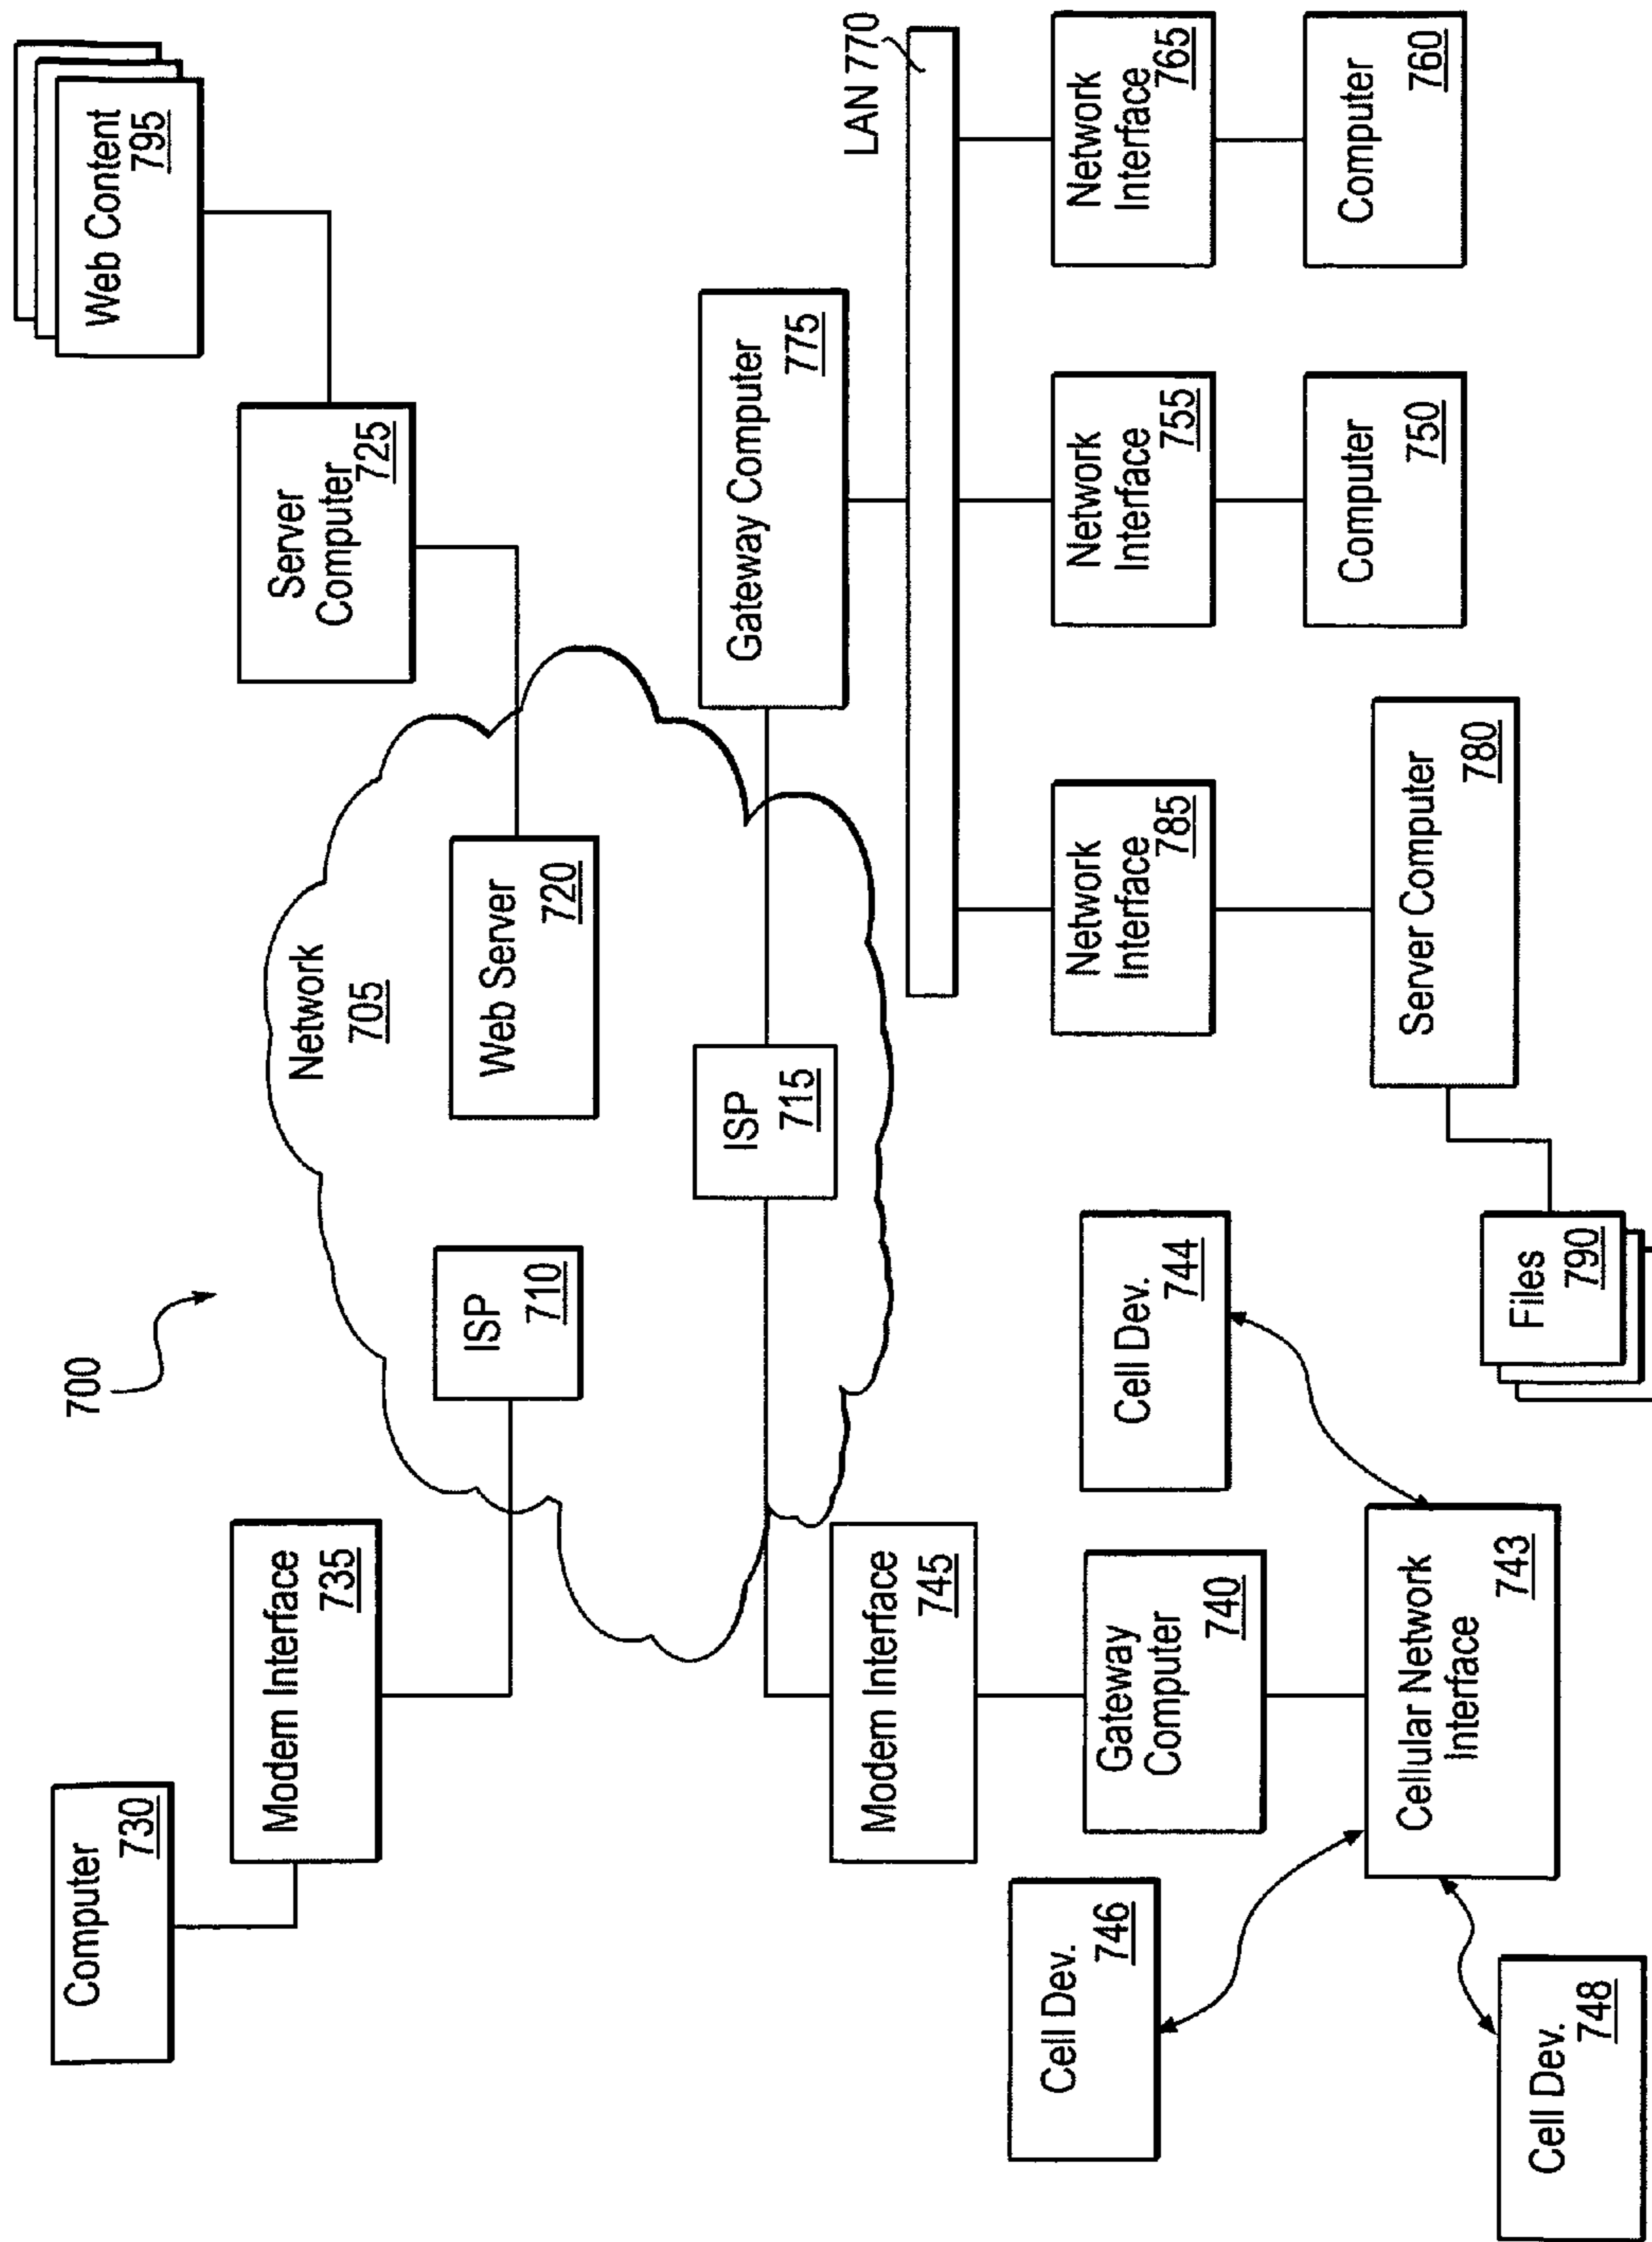 700
Computer
730
Modem Interface
735
Network
705
ISP
710
Web Server
720
ISP
715
Server
Computer
725
Web Content
795
Modem Interface
745
Gateway
Computer
740
Cellular Network
Interface
743
Cell Dev.
746
Cell Dev.
748
Cell Dev.
744
Gateway Computer
775
LAN 770
Network
Interface
785
Network
Interface
755
Network
Interface
765
Server Computer
780
Computer
750
Computer
760
Files
790